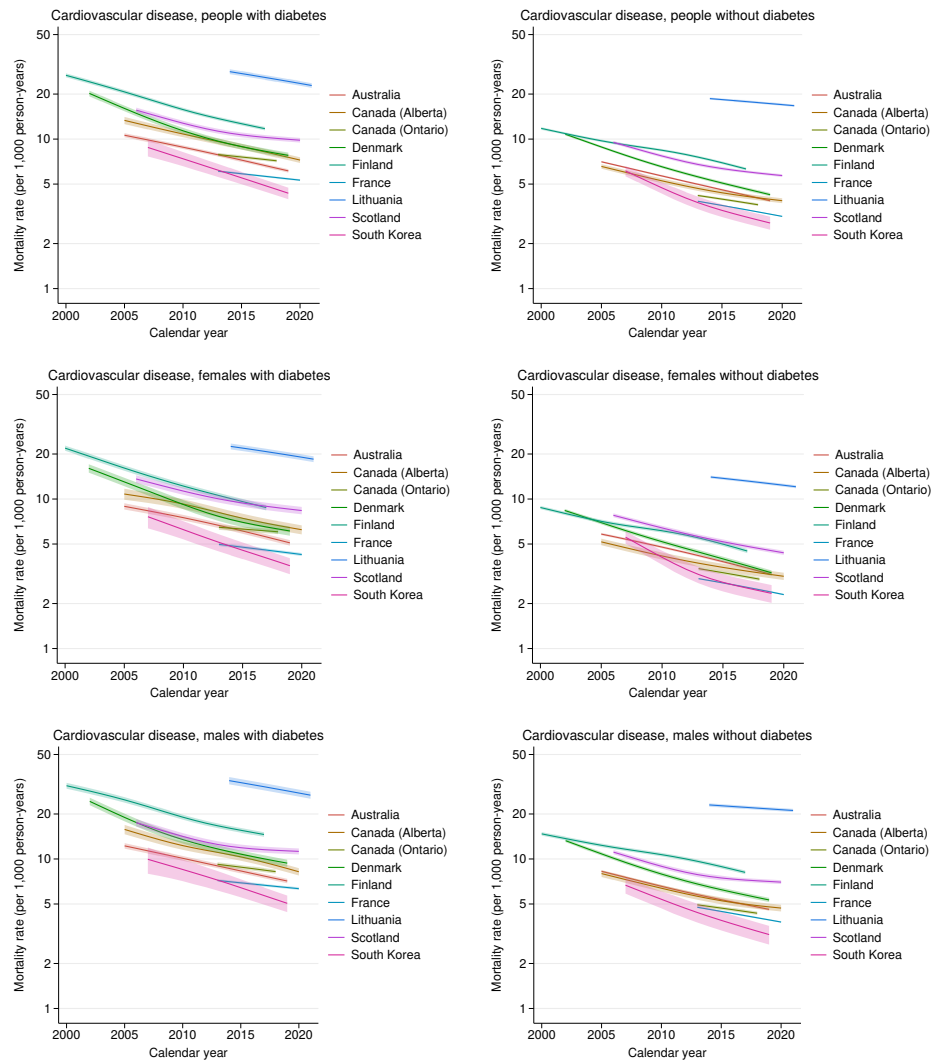 Cardiovascular disease, people with diabetes
50
20
10
5
2
1
Mortality rate (per 1,000 person-years)
2000 2005 2010 2015 2020
Calendar year
Australia
Canada (Alberta)
Canada (Ontario)
Denmark
Finland
France
Lithuania
Scotland
South Korea
Cardiovascular disease, people without diabetes
50
20
10
5
2
1
Mortality rate (per 1,000 person-years)
2000 2005 2010 2015 2020
Calendar year
Australia
Canada (Alberta)
Canada (Ontario)
Denmark
Finland
France
Lithuania
Scotland
South Korea
Cardiovascular disease, females with diabetes
50
20
10
5
2
1
Mortality rate (per 1,000 person-years)
2000 2005 2010 2015 2020
Calendar year
Australia
Canada (Alberta)
Canada (Ontario)
Denmark
Finland
France
Lithuania
Scotland
South Korea
Cardiovascular disease, females without diabetes
50
20
10
5
2
1
Mortality rate (per 1,000 person-years)
2000 2005 2010 2015 2020
Calendar year
Australia
Canada (Alberta)
Canada (Ontario)
Denmark
Finland
France
Lithuania
Scotland
South Korea
Cardiovascular disease, males with diabetes
50
20
10
5
2
1
Mortality rate (per 1,000 person-years)
2000 2005 2010 2015 2020
Calendar year
Australia
Canada (Alberta)
Canada (Ontario)
Denmark
Finland
France
Lithuania
Scotland
South Korea
Cardiovascular disease, males without diabetes
50
20
10
5
2
1
Mortality rate (per 1,000 person-years)
2000 2005 2010 2015 2020
Calendar year
Australia
Canada (Alberta)
Canada (Ontario)
Denmark
Finland
France
Lithuania
Scotland
South Korea